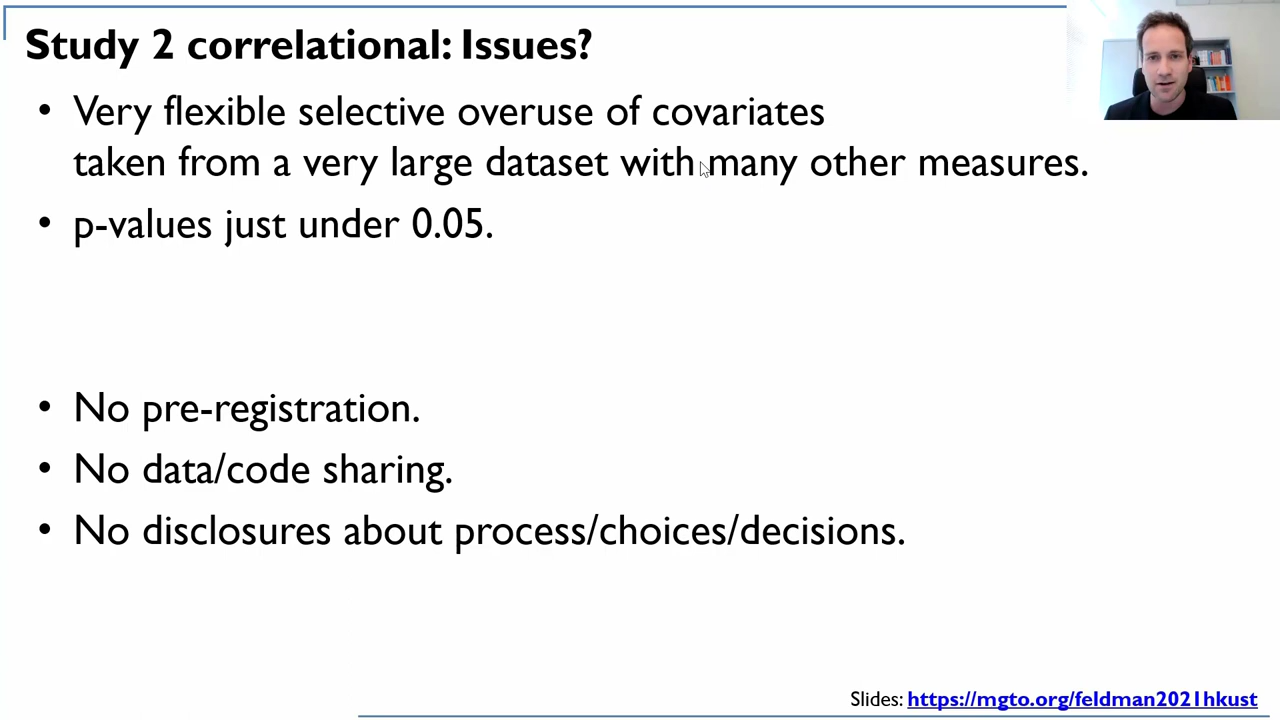 Study 2 correlational: Issues?
• Very flexible selective overuse of covariates
taken from a very large dataset with many other measures.
• p-values just under 0.05.
• No pre-registration.
• No data/code sharing.
• No disclosures about process/choices/decisions.
Slides: https://mgto.org/feldman2021hkust